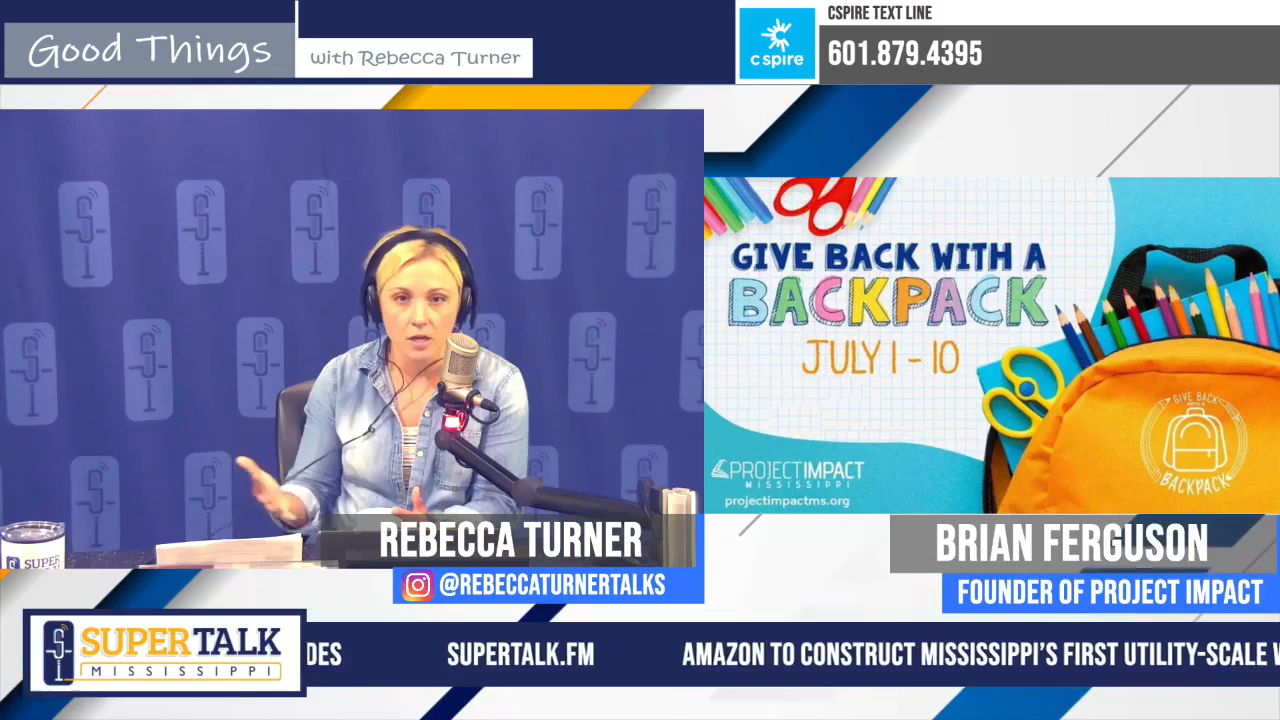 Good Things
with Rebecca Turner
c spire
CSPIRE TEXT LINE
601.879.4395
GIVE BACK WITH A
BACKPACK
JULY 1 - 10
PROJECT IMPACT
MISSISSIPPI
projectimpactms.org
GIVE BACK
BACKPACK
SUPER
REBECCA TURNER
@REBECCATURNERTALKS
BRIAN FERGUSON
FOUNDER OF PROJECT IMPACT
SUPERTALK
MISSISSIPPI
DES SUPERTALK.FM AMAZON TO CONSTRUCT MISSISSIPPI'S FIRST UTILITY-SCALE W